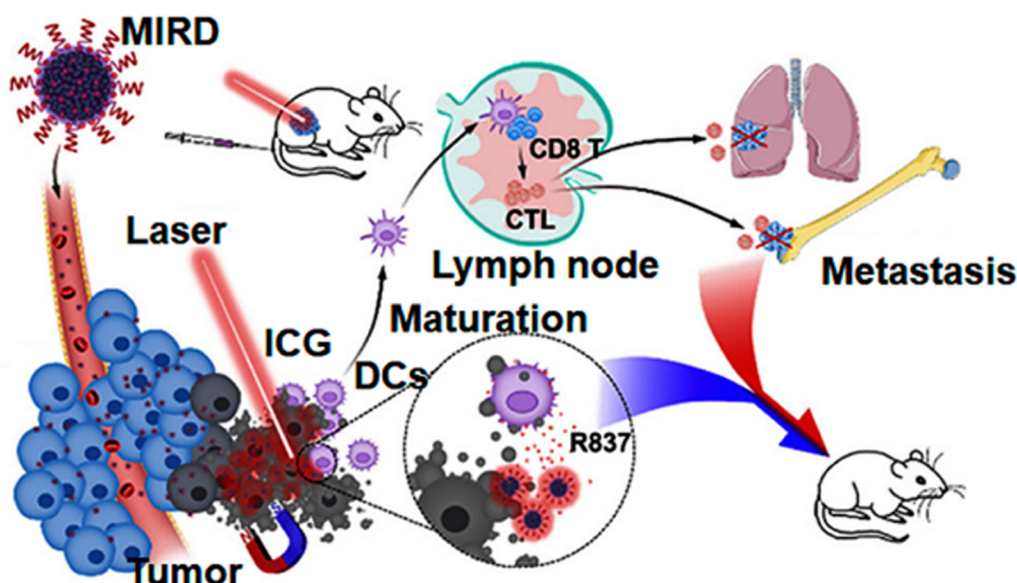 MIRD
CD8 T
CTL
Laser
Lymph node
Metastasis
Maturation
ICG
DCs
R837
Tumor